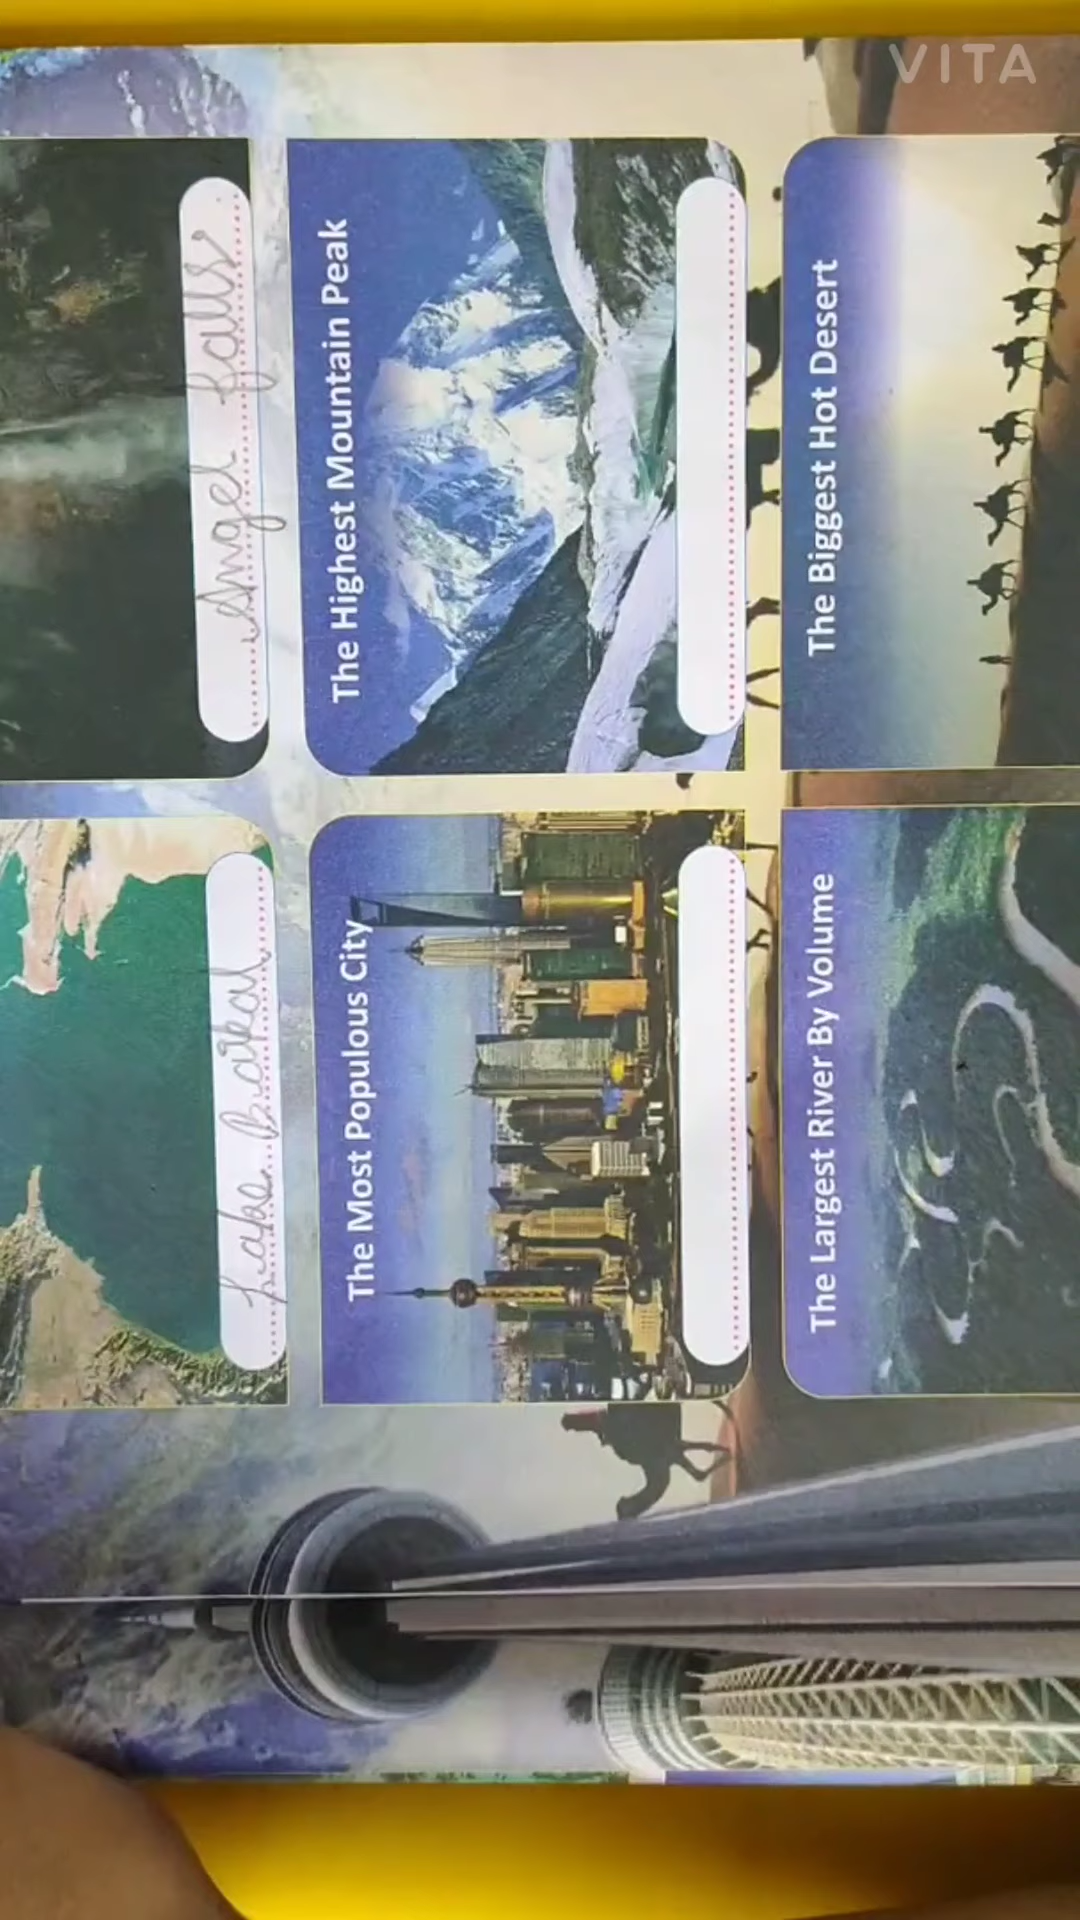 Lake Baikal
Angel falls
The Most Populous City
The Highest Mountain Peak
The Largest River By Volume
The Biggest Hot Desert
VITA